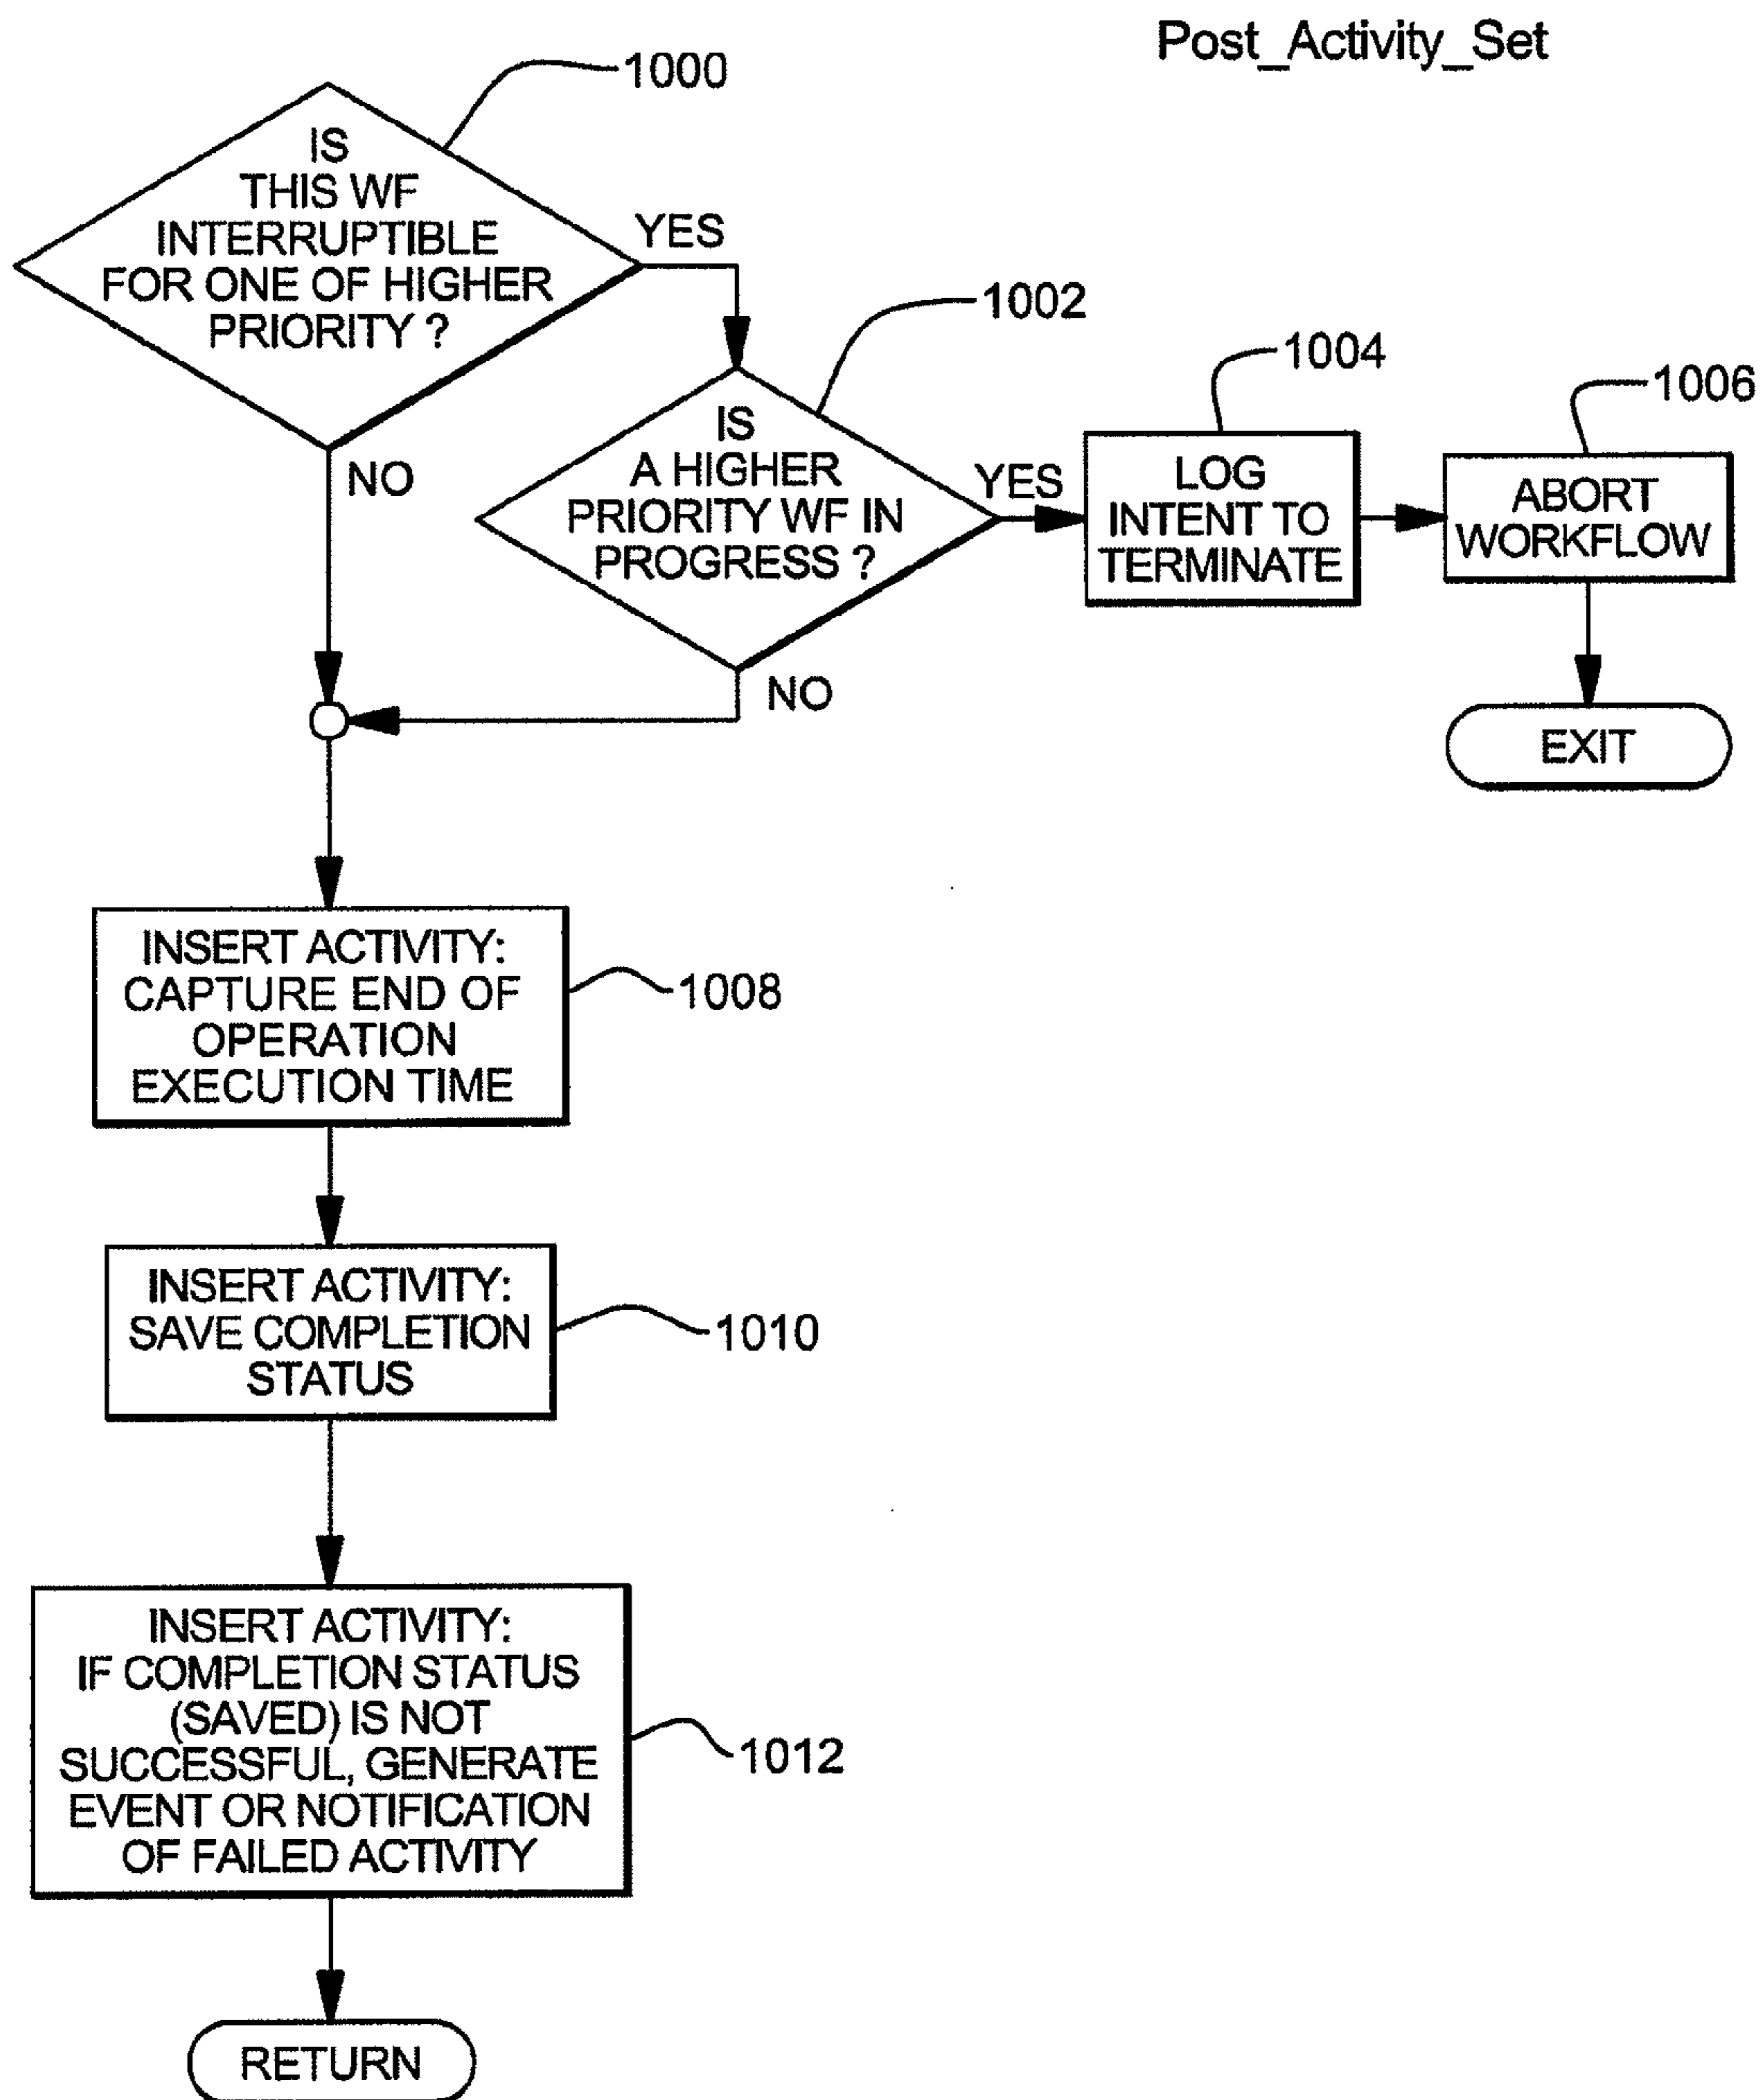 Post_Activity_Set
1000
IS
THIS WF
INTERRUPTIBLE
FOR ONE OF HIGHER
PRIORITY ?
YES
NO
1002
IS
A HIGHER
PRIORITY WF IN
PROGRESS ?
YES
NO
1004
LOG
INTENT TO
TERMINATE
1006
ABORT
WORKFLOW
EXIT
INSERT ACTIVITY:
CAPTURE END OF
OPERATION
EXECUTION TIME
1008
INSERT ACTIVITY:
SAVE COMPLETION
STATUS
1010
INSERT ACTIVITY:
IF COMPLETION STATUS
(SAVED) IS NOT
SUCCESSFUL, GENERATE
EVENT OR NOTIFICATION
OF FAILED ACTIVITY
1012
RETURN